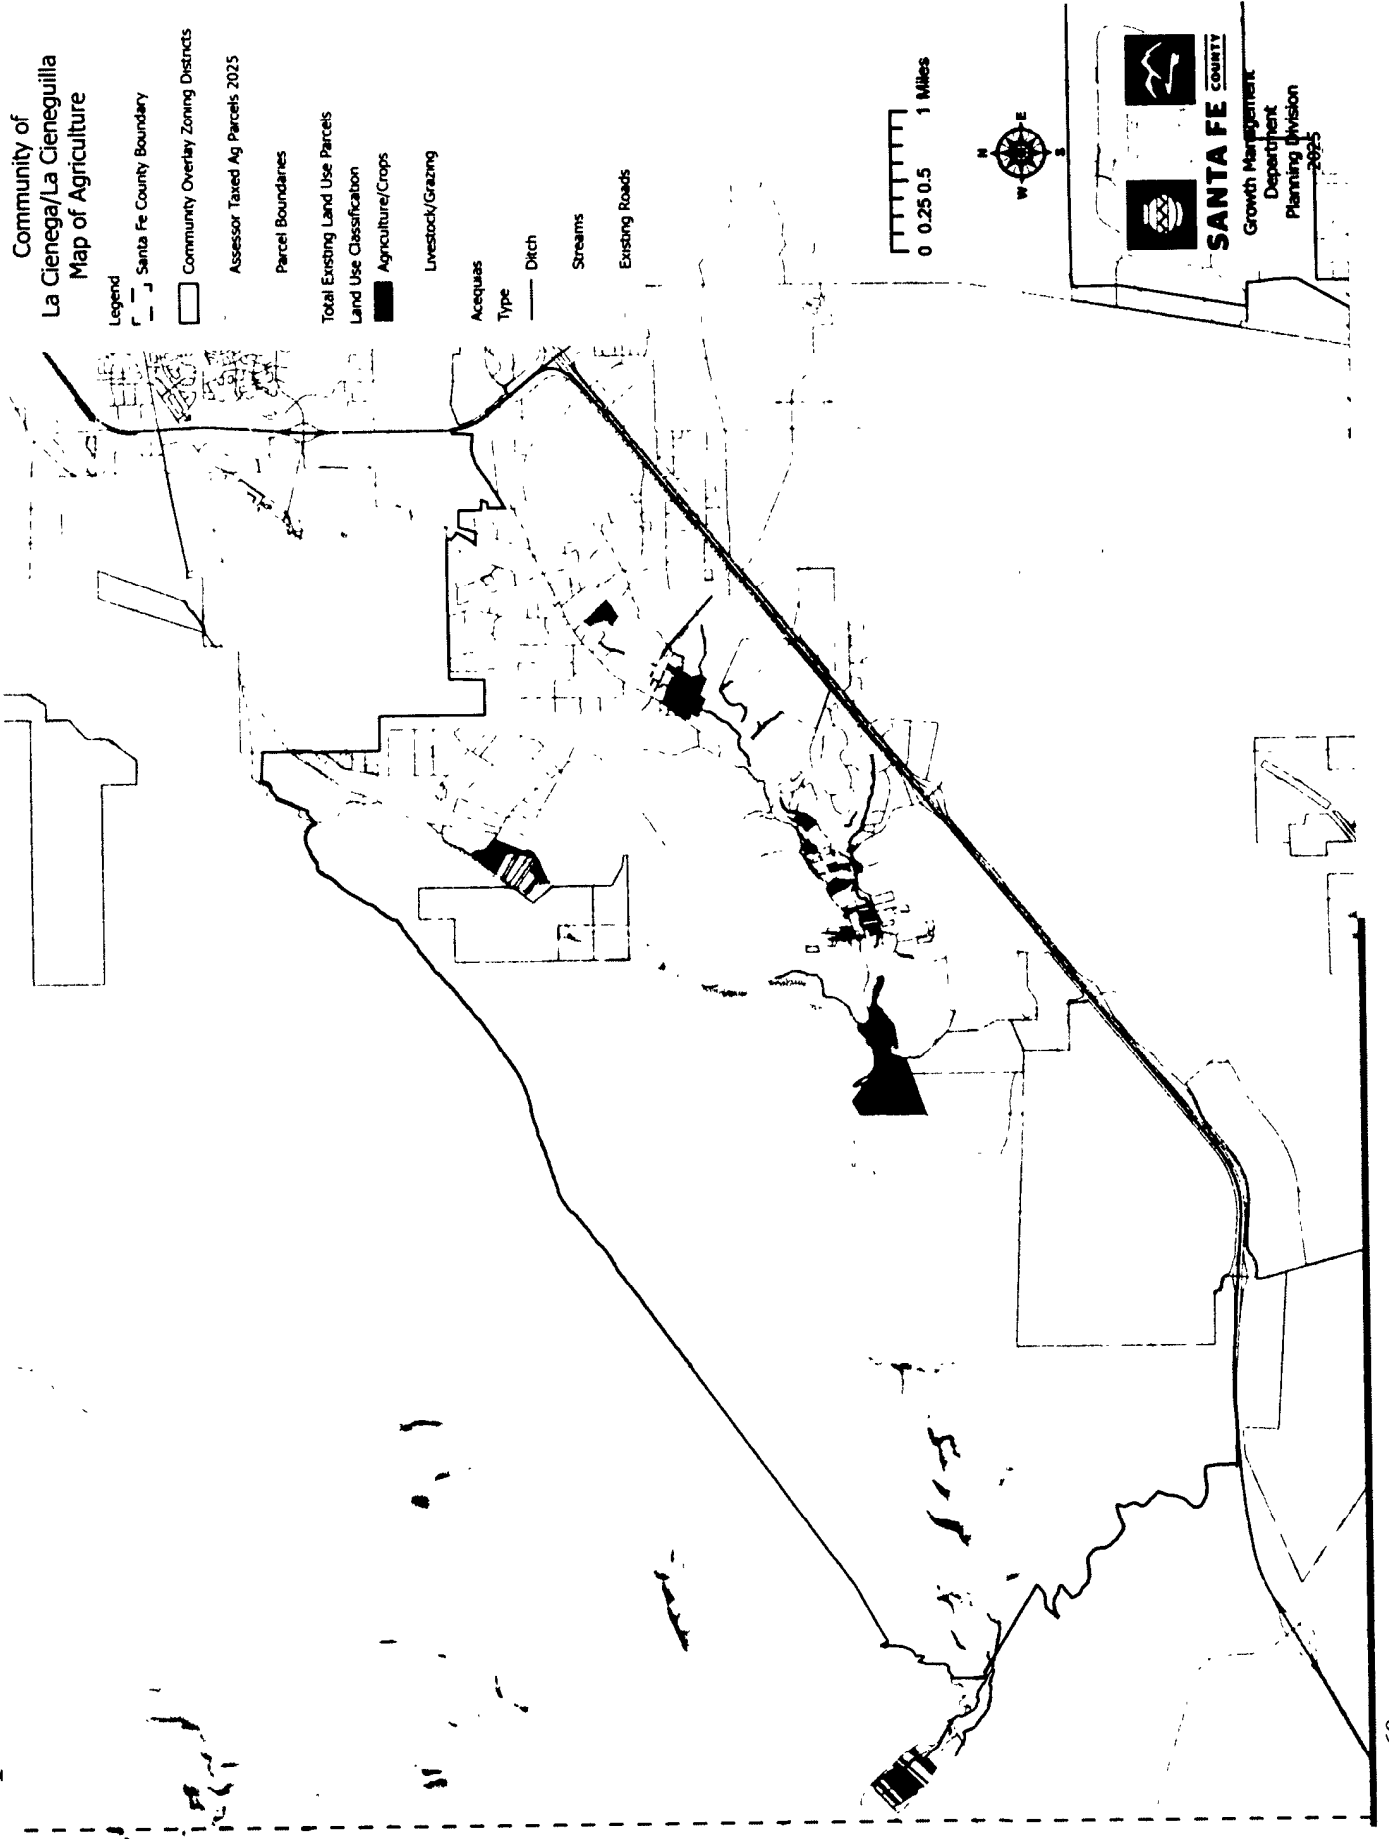 Community of
La Cienega/La Cieneguilla
Map of Agriculture
Legend
Santa Fe County Boundary
Community Overlay Zoning Districts
Assessor Taxed Ag Parcels 2025
Parcel Boundaries
Total Existing Land Use Parcels
Land Use Classification
Agriculture/Crops
Livestock/Grazing
Acequias
Type
Ditch
Streams
Existing Roads
0 0.25 0.5 1 Miles
N
W E
S
SANTA FE COUNTY
Growth Management
Department
Planning Division
2025